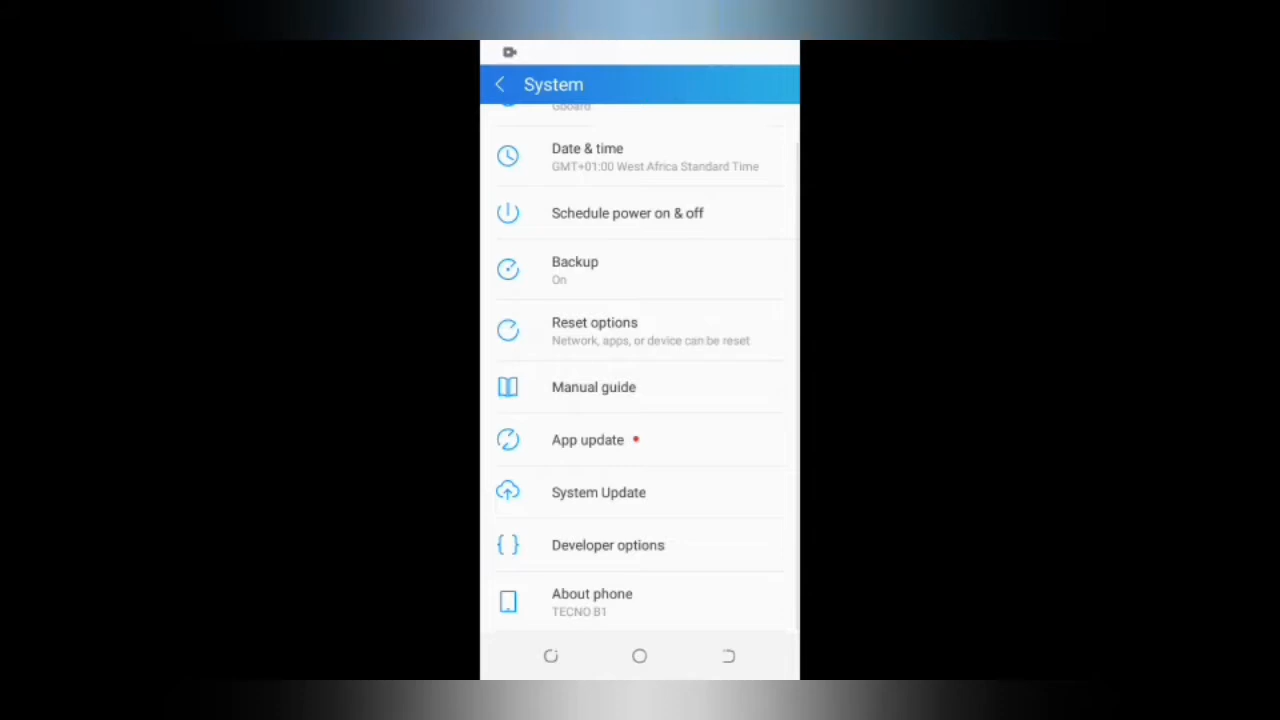 System
Gboard
Date & time
GMT+01:00 West Africa Standard Time
Schedule power on & off
Backup
On
Reset options
Network, apps, or device can be reset
Manual guide
App update
System Update
Developer options
About phone
TECNO B1